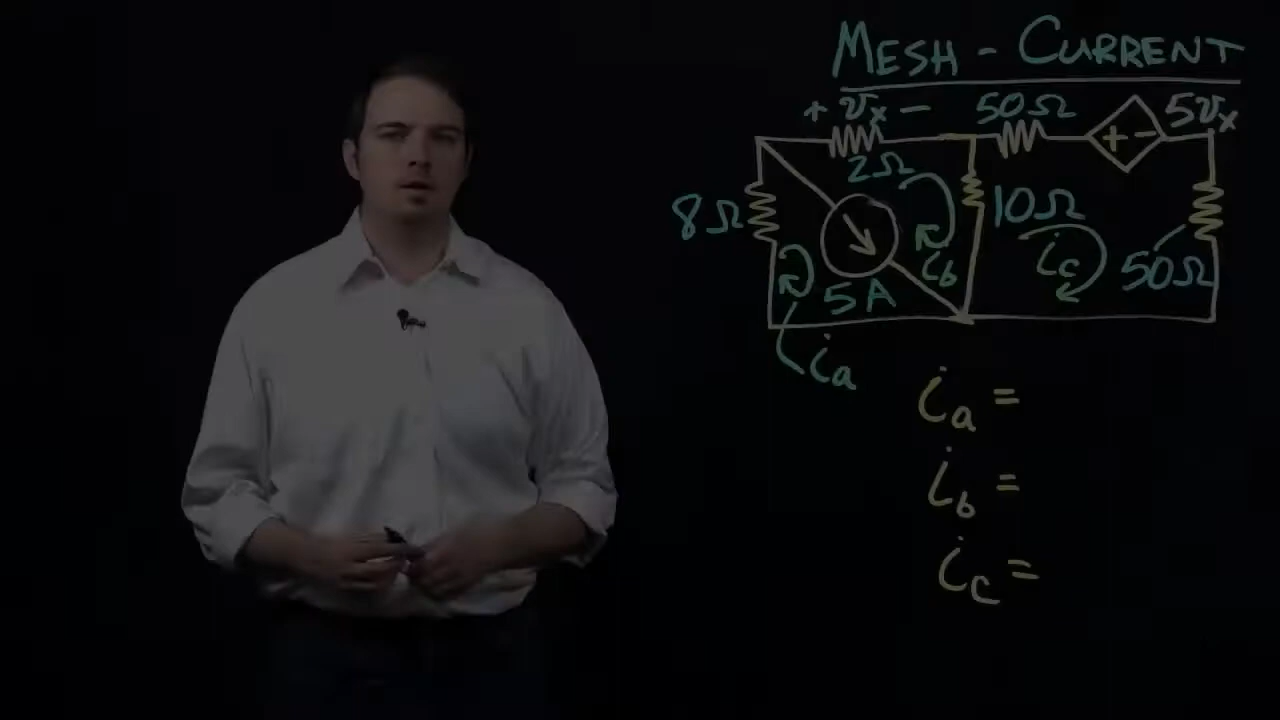 MESH - CURRENT
+ vx - 50Ω 5vx
2Ω + -
8Ω 10Ω
ib ic 50Ω
5A
ia
ia =
ib =
ic =